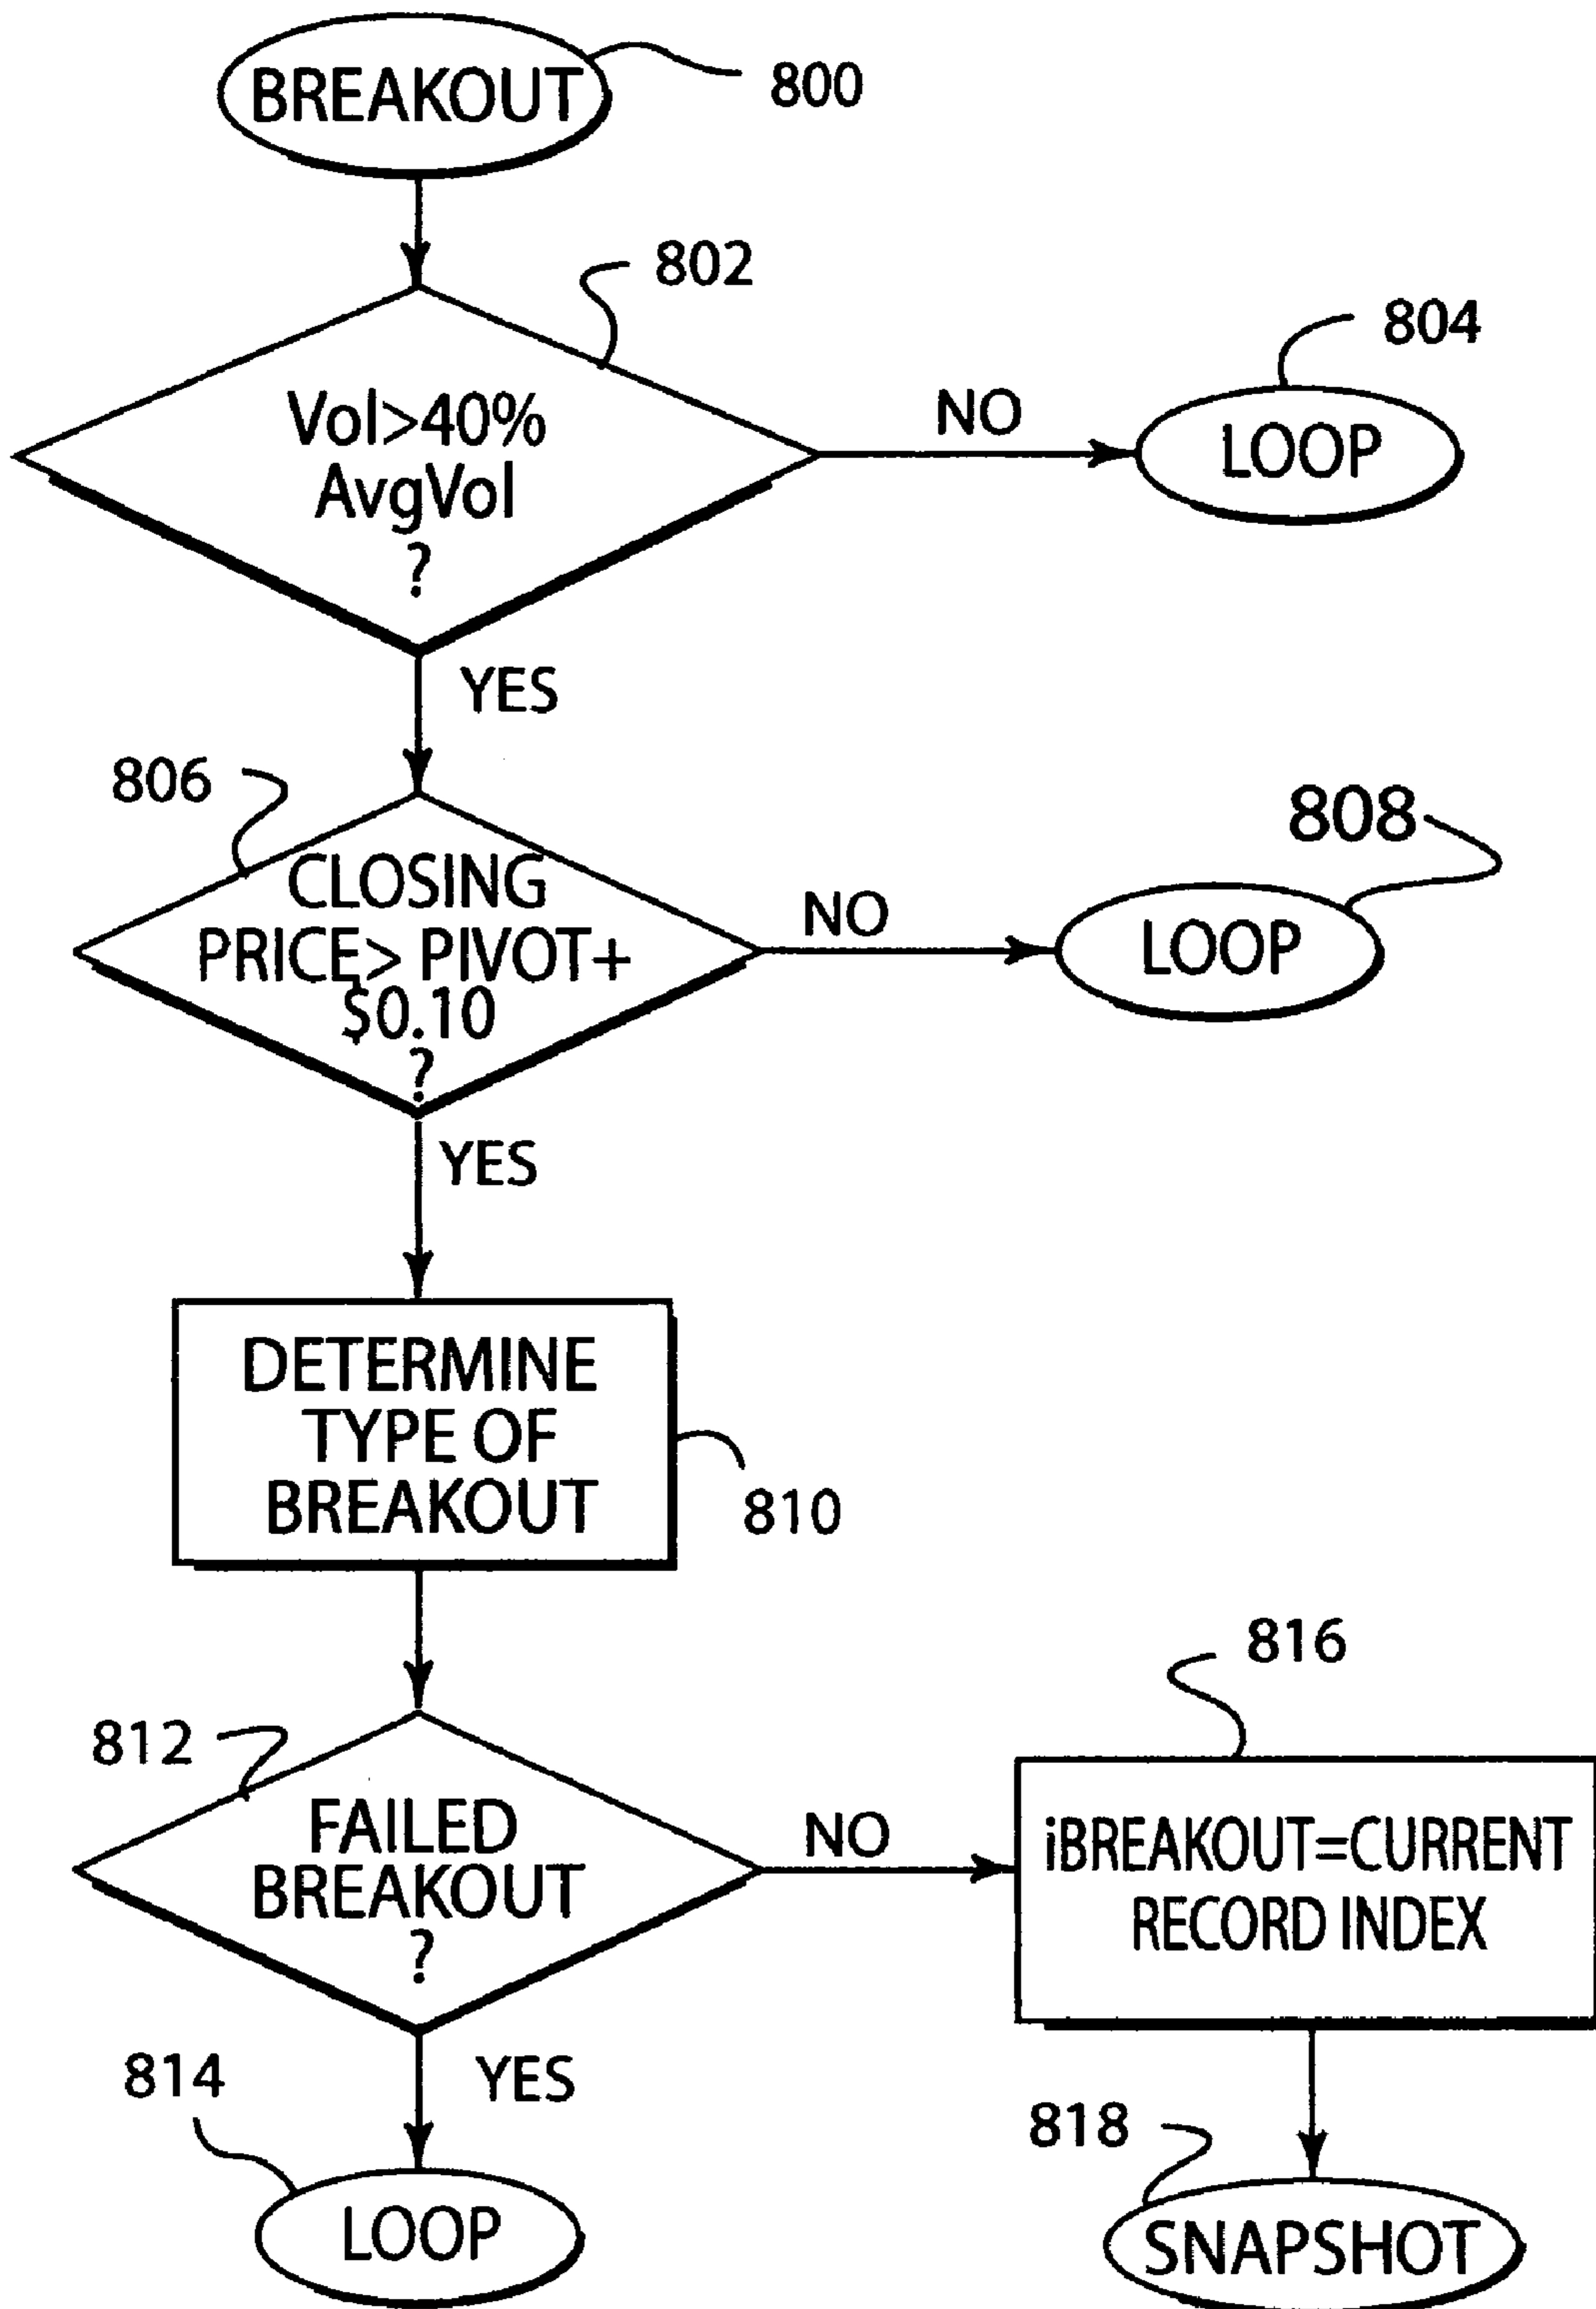 BREAKOUT
800
802
Vol>40%
AvgVol
?
NO
804
LOOP
YES
806
CLOSING
PRICE> PIVOT+
$0.10
?
NO
808
LOOP
YES
DETERMINE
TYPE OF
BREAKOUT
810
812
FAILED
BREAKOUT
?
NO
816
iBREAKOUT=CURRENT
RECORD INDEX
YES
814
LOOP
818
SNAPSHOT